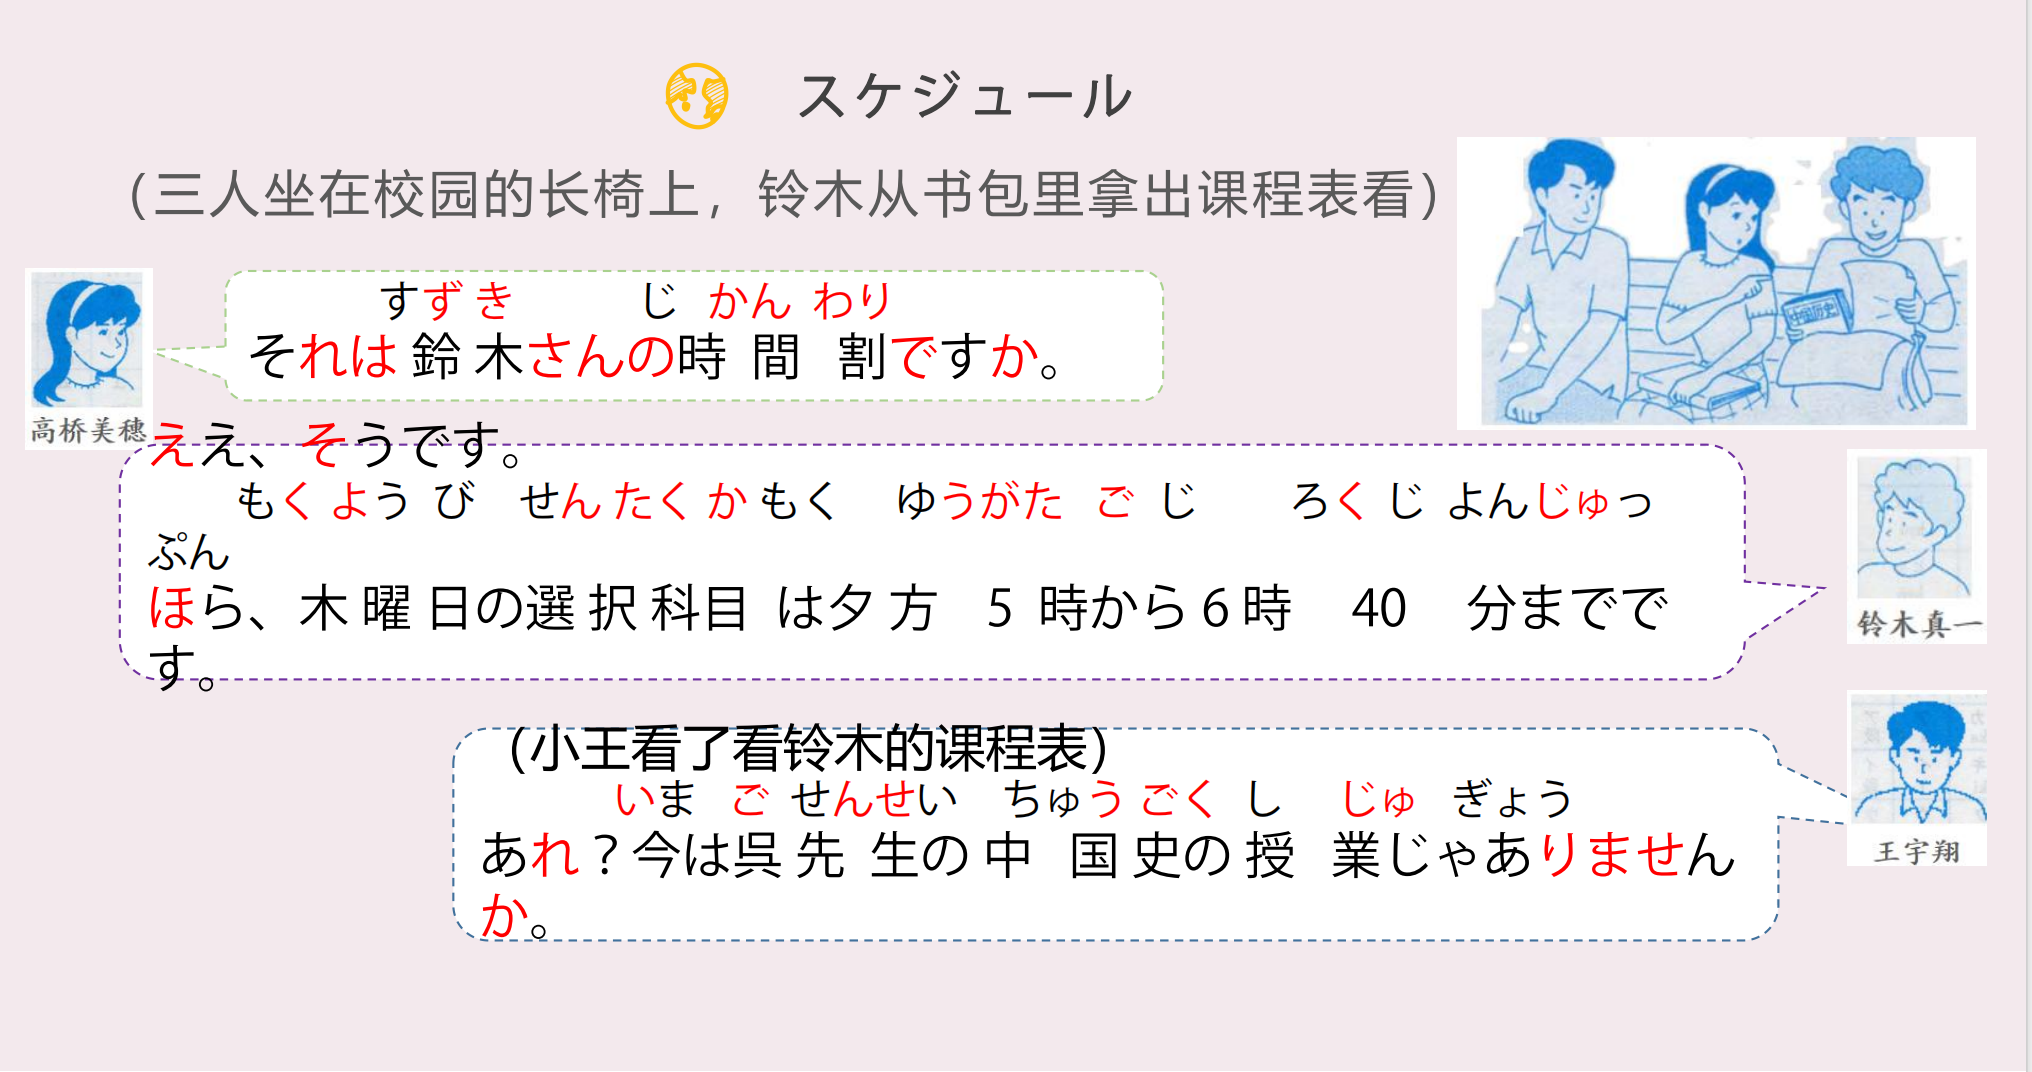 スケジュール
(三人坐在校园的长椅上，铃木从书包里拿出课程表看)
すずき じ かん わり
それは 鈴 木さんの時 間 割ですか。
高桥美穗
ええ、そうです。
もくよう び せんたくかもく ゆうがた ご じ ろくじ よんじゅっ
ぷん
ほら、木 曜 日の選 択 科目 は夕 方 5 時から6時 40 分までで
す。
铃木真一
(小王看了看铃木的课程表)
いま ご せんせい ちゅうごく し じゅ ぎょう
あれ？今は呉 先 生の中 国 史の 授 業じゃありません
か。
王宇翔
中国历史